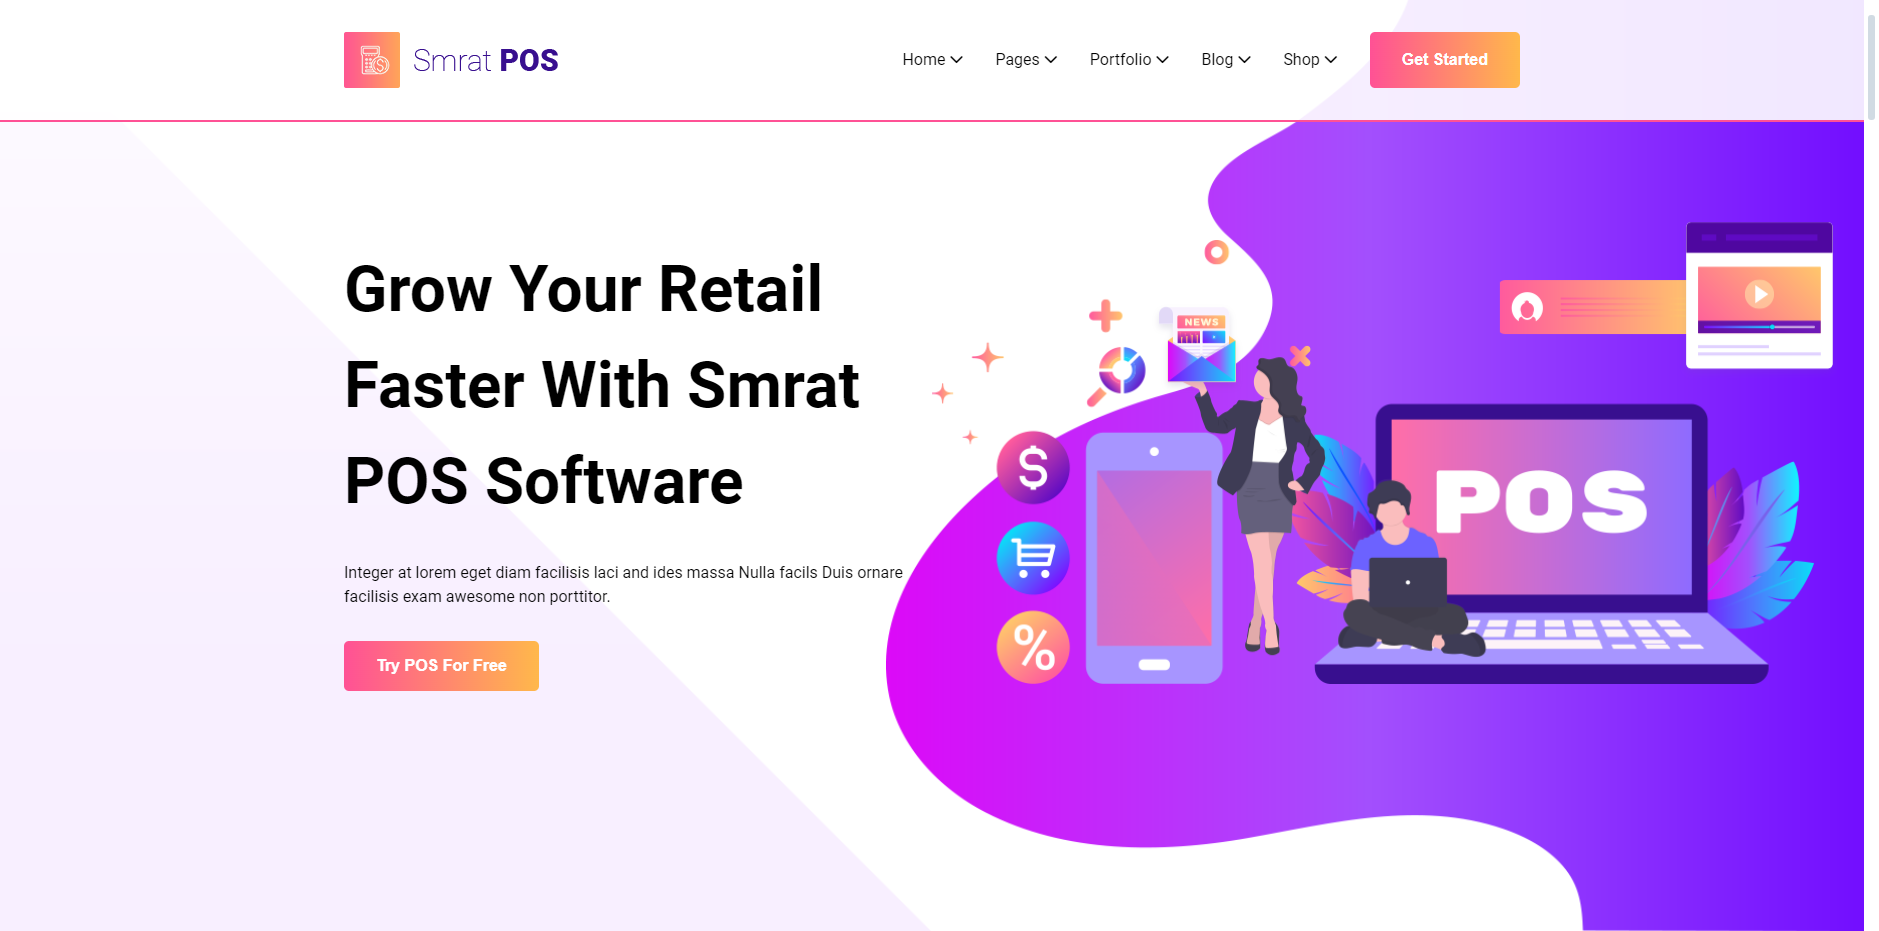 Smrat POS
Home
Pages
Portfolio
Blog
Shop
Get Started
Grow Your Retail
Faster With Smrat
POS Software
Integer at lorem eget diam facilisis laci and ides massa Nulla facils Duis ornare
facilisis exam awesome non porttitor.
Try POS For Free
NEWS
$
%
POS